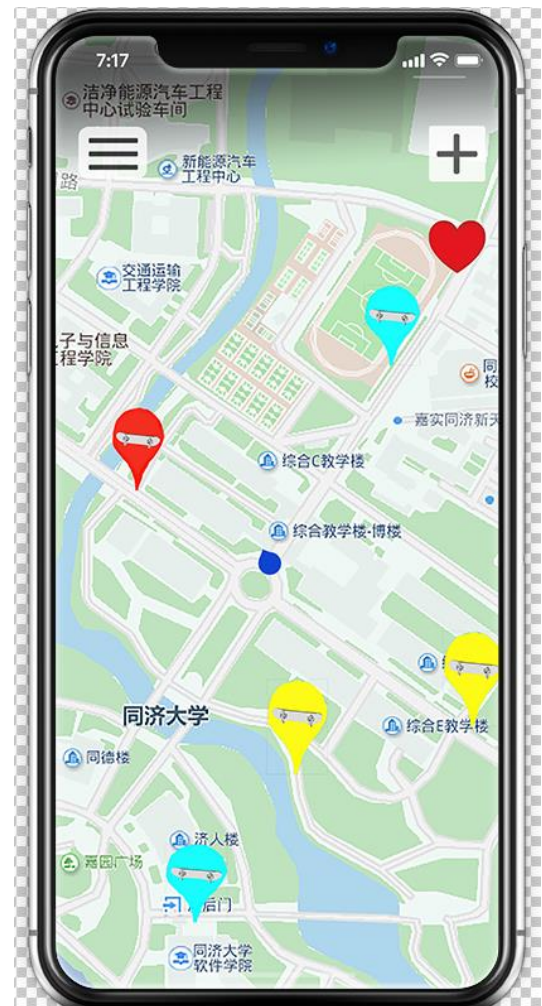 7:17
洁净能源汽车工程
中心试验车间
新能源汽车
工程中心
路
交通运输
工程学院
子与信息
程学院
同
校
嘉实同济新天
综合C教学楼
综合教学楼-博楼
同济大学
综合E教学楼
同德楼
济人楼
嘉园广场
后门
同济大学
软件学院